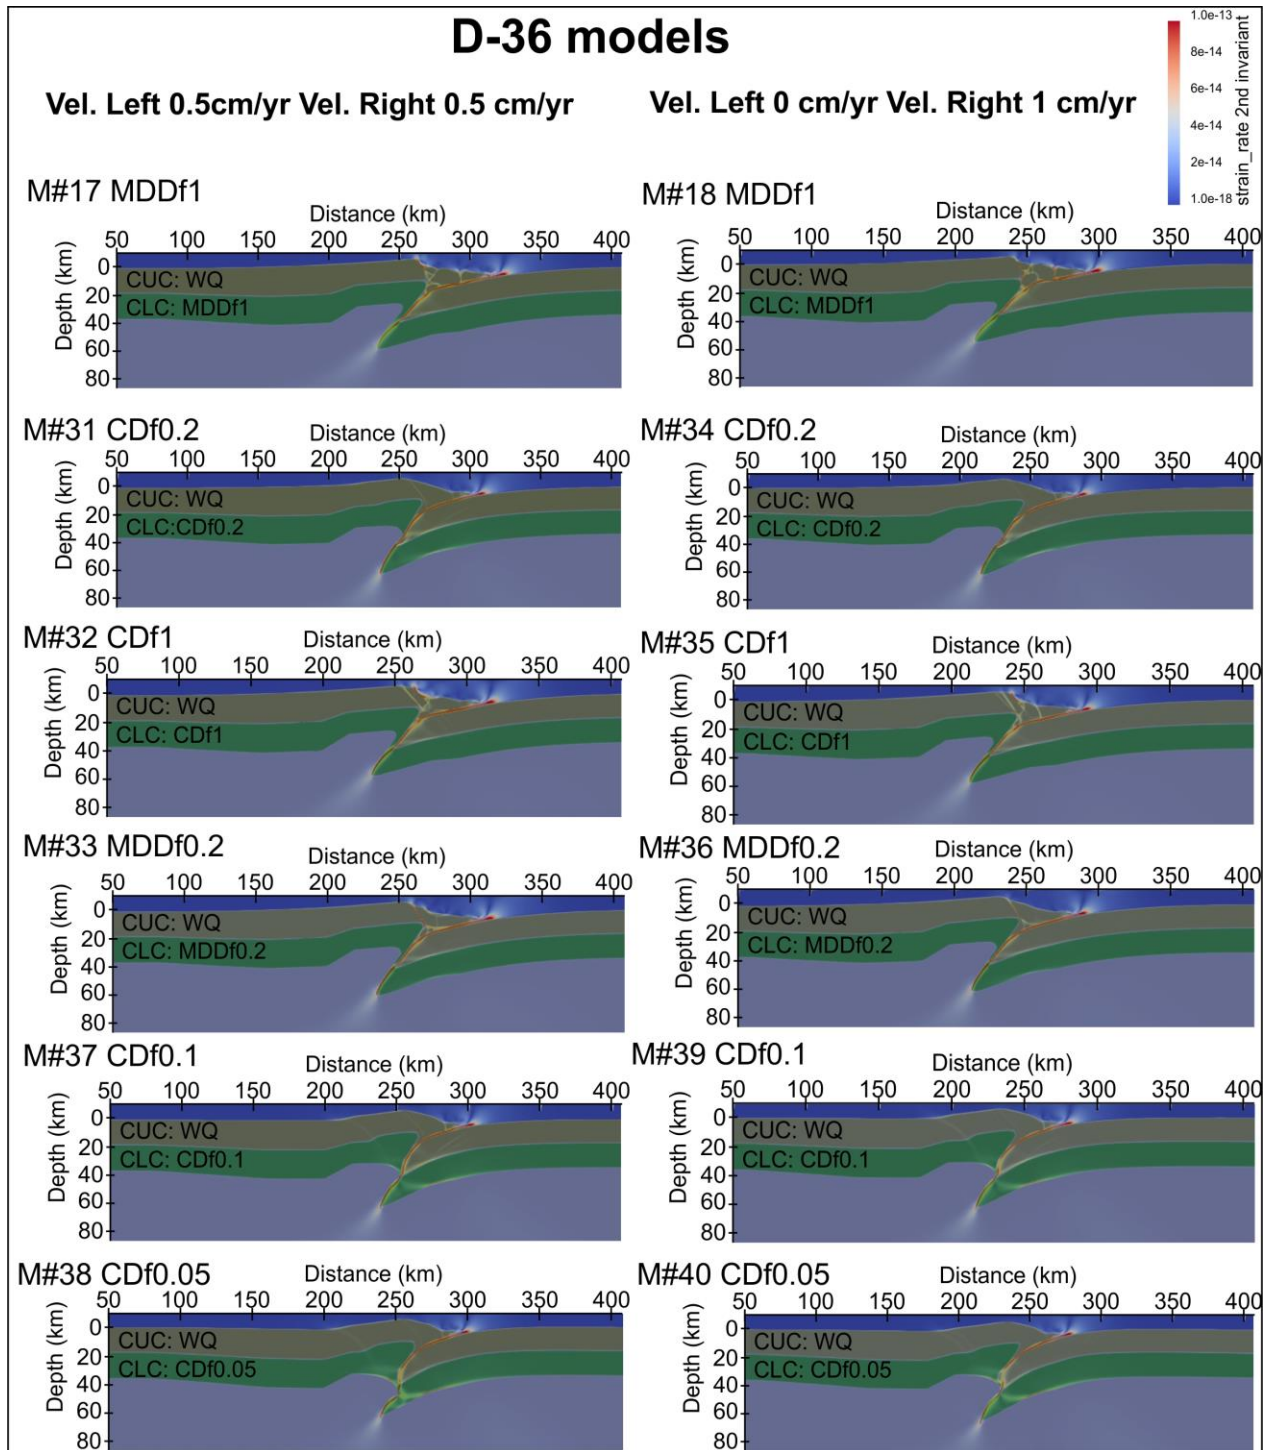 D-36 models
Vel. Left 0.5cm/yr Vel. Right 0.5 cm/yr
Vel. Left 0 cm/yr Vel. Right 1 cm/yr
1.0e-13
8e-14
6e-14
4e-14
2e-14
1.0e-18
strain_rate 2nd invariant
M#17 MDDf1
Distance (km)
50 100 150 200 250 300 350 400
Depth (km)
0
20
40
60
80
CUC: WQ
CLC: MDDf1
M#18 MDDf1
Distance (km)
50 100 150 200 250 300 350 400
Depth (km)
0
20
40
60
80
CUC: WQ
CLC: MDDf1
M#31 CDf0.2
Distance (km)
50 100 150 200 250 300 350 400
Depth (km)
0
20
40
60
80
CUC: WQ
CLC:CDf0.2
M#34 CDf0.2
Distance (km)
50 100 150 200 250 300 350 400
Depth (km)
0
20
40
60
80
CUC: WQ
CLC: CDf0.2
M#32 CDf1
Distance (km)
50 100 150 200 250 300 350 400
Depth (km)
0
20
40
60
80
CUC: WQ
CLC: CDf1
M#35 CDf1
Distance (km)
50 100 150 200 250 300 350 400
Depth (km)
0
20
40
60
80
CUC: WQ
CLC: CDf1
M#33 MDDf0.2
Distance (km)
50 100 150 200 250 300 350 400
Depth (km)
0
20
40
60
80
CUC: WQ
CLC: MDDf0.2
M#36 MDDf0.2
Distance (km)
50 100 150 200 250 300 350 400
Depth (km)
0
20
40
60
80
CUC: WQ
CLC: MDDf0.2
M#37 CDf0.1
Distance (km)
50 100 150 200 250 300 350 400
Depth (km)
0
20
40
60
80
CUC: WQ
CLC: CDf0.1
M#39 CDf0.1
Distance (km)
50 100 150 200 250 300 350 400
Depth (km)
0
20
40
60
80
CUC: WQ
CLC: CDf0.1
M#38 CDf0.05
Distance (km)
50 100 150 200 250 300 350 400
Depth (km)
0
20
40
60
80
CUC: WQ
CLC: CDf0.05
M#40 CDf0.05
Distance (km)
50 100 150 200 250 300 350 400
Depth (km)
0
20
40
60
80
CUC: WQ
CLC: CDf0.05